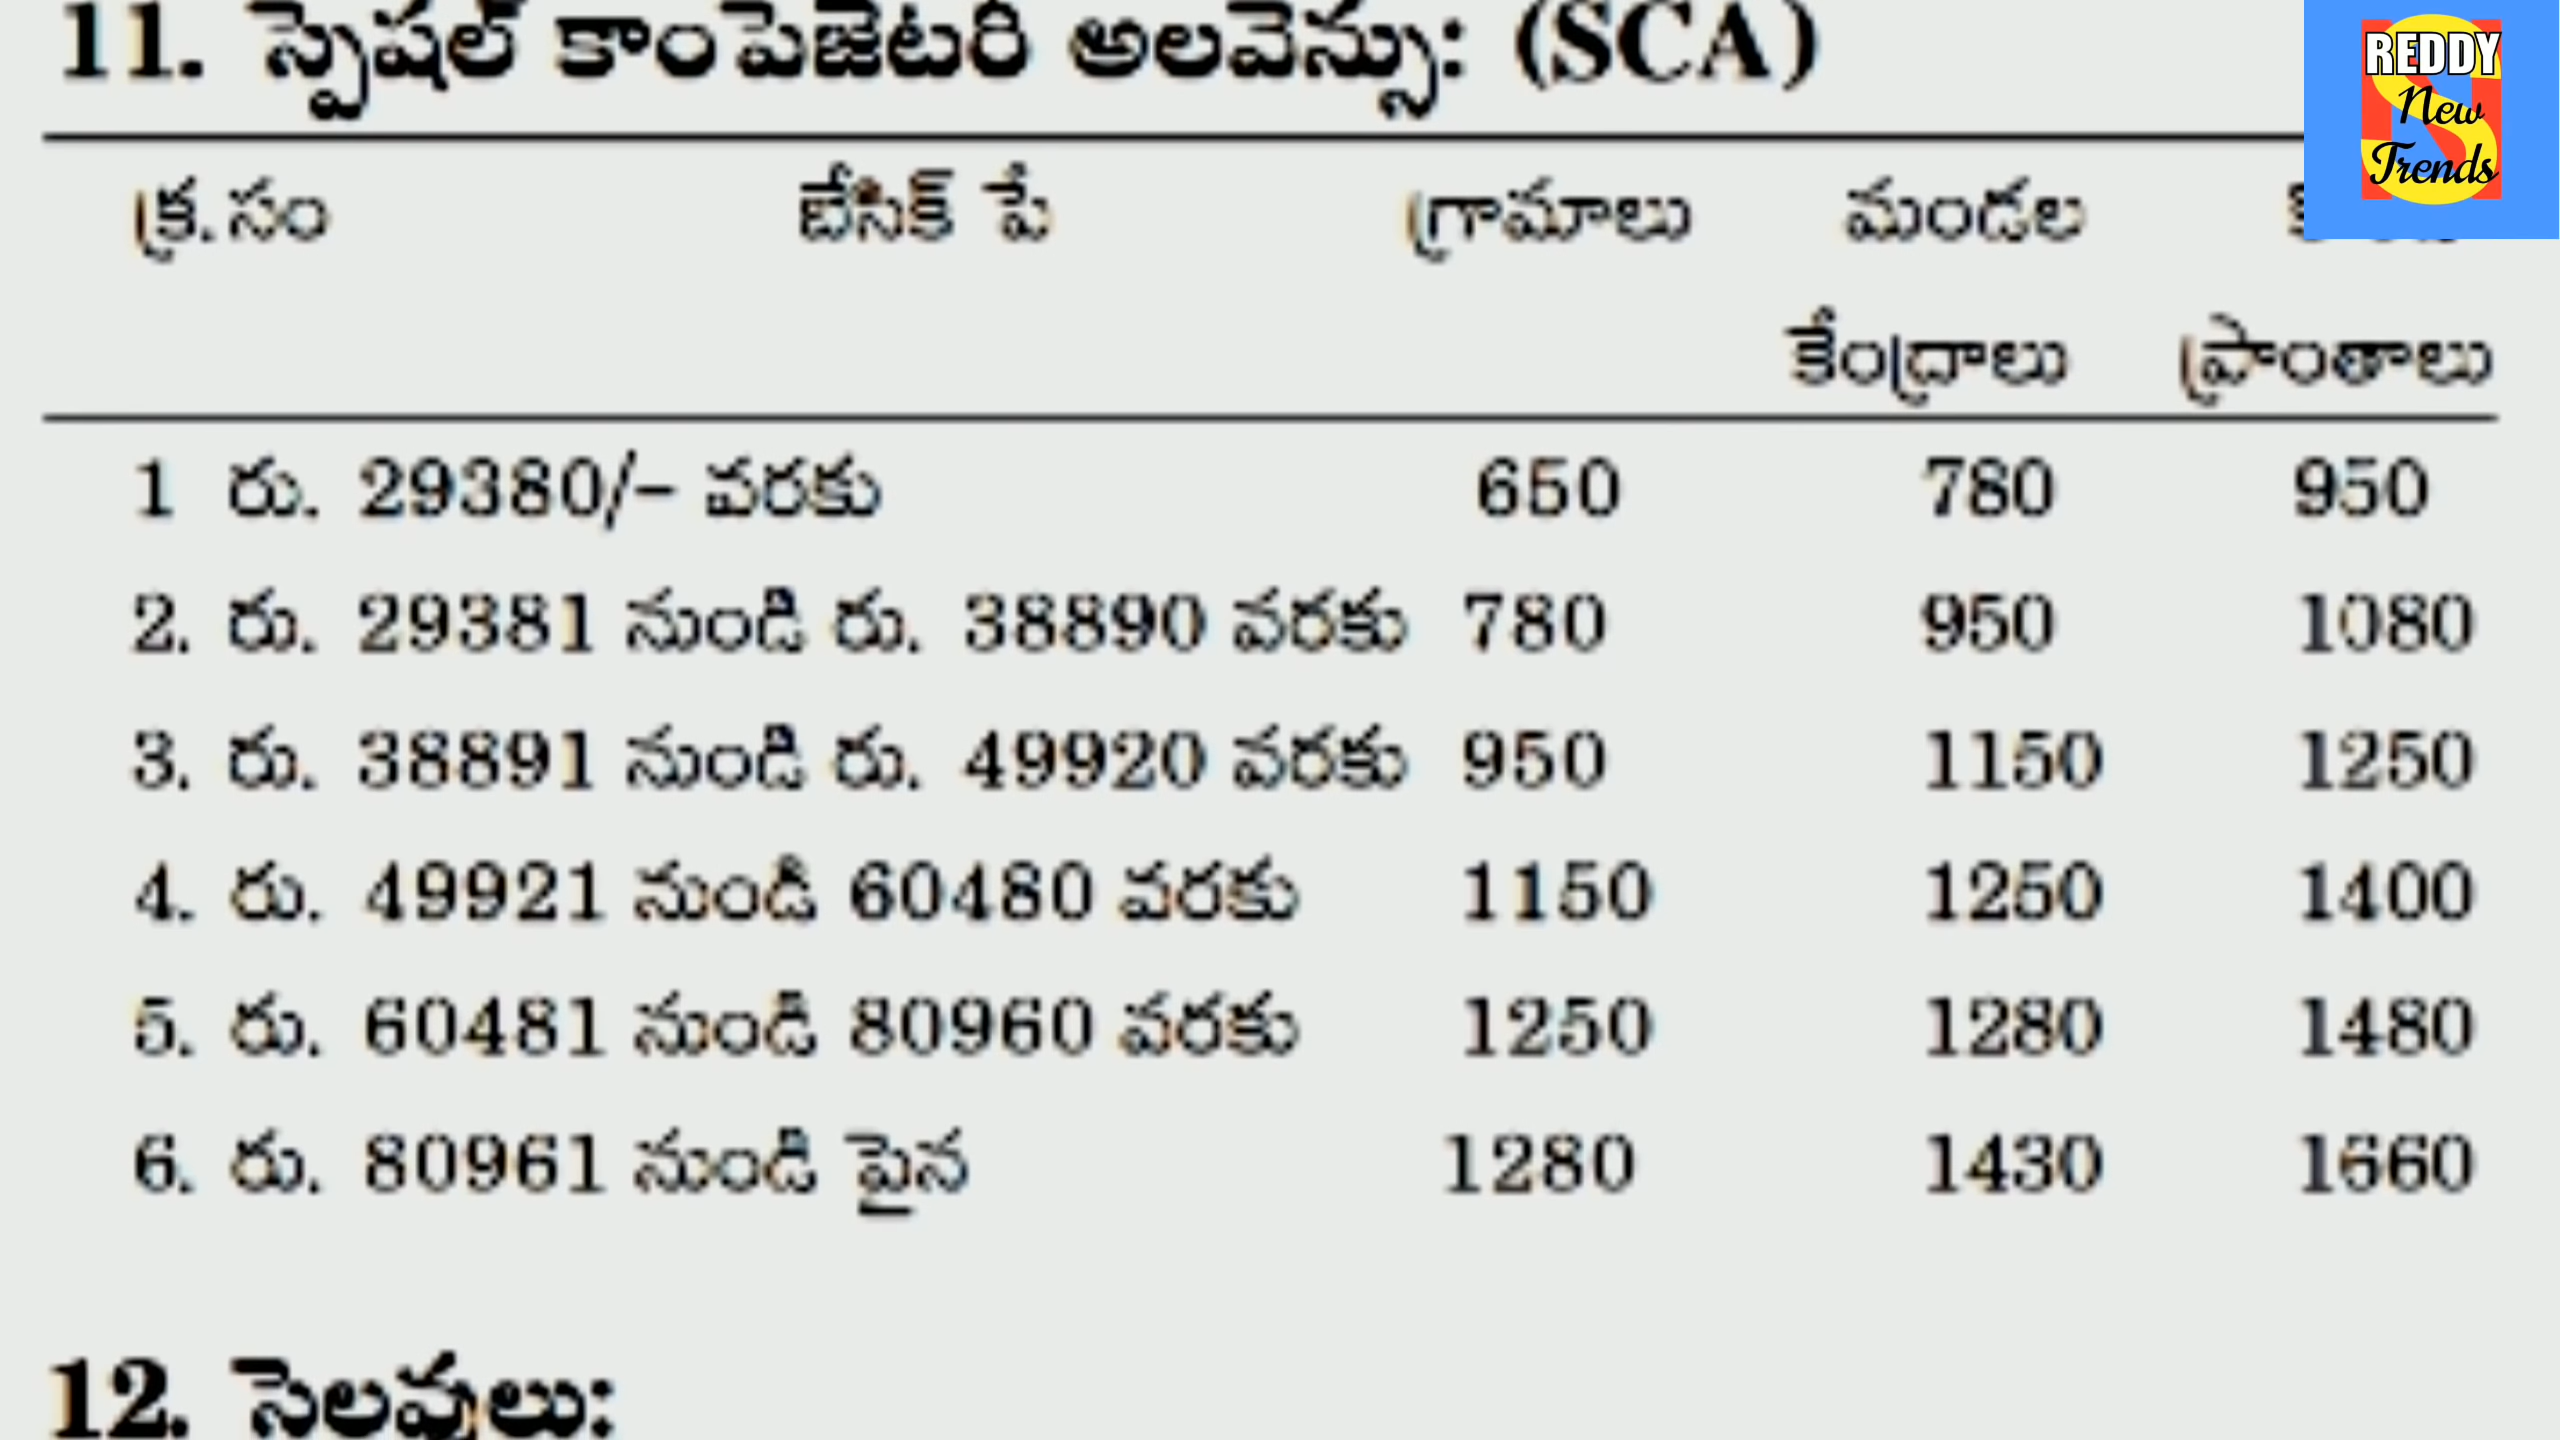 11. స్పెషల్ కాంపెజెటరీ అలవెన్సు: (SCA)
REDDY
New
Trends
క్ర.సం బేసిక్ పే గ్రామాలు మండల
కేంద్రాలు ప్రాంతాలు
1 రు. 29380/– వరకు 650 780 950
2. రు. 29381 నుండి రు. 38890 వరకు 780 950 1080
3. రు. 38891 నుండి రు. 49920 వరకు 950 1150 1250
4. రు. 49921 నుండి 60480 వరకు 1150 1250 1400
5. రు. 60481 నుండి 80960 వరకు 1250 1280 1480
6. రు. 80961 నుండి పైన 1280 1430 1660
12. సెలవులు: